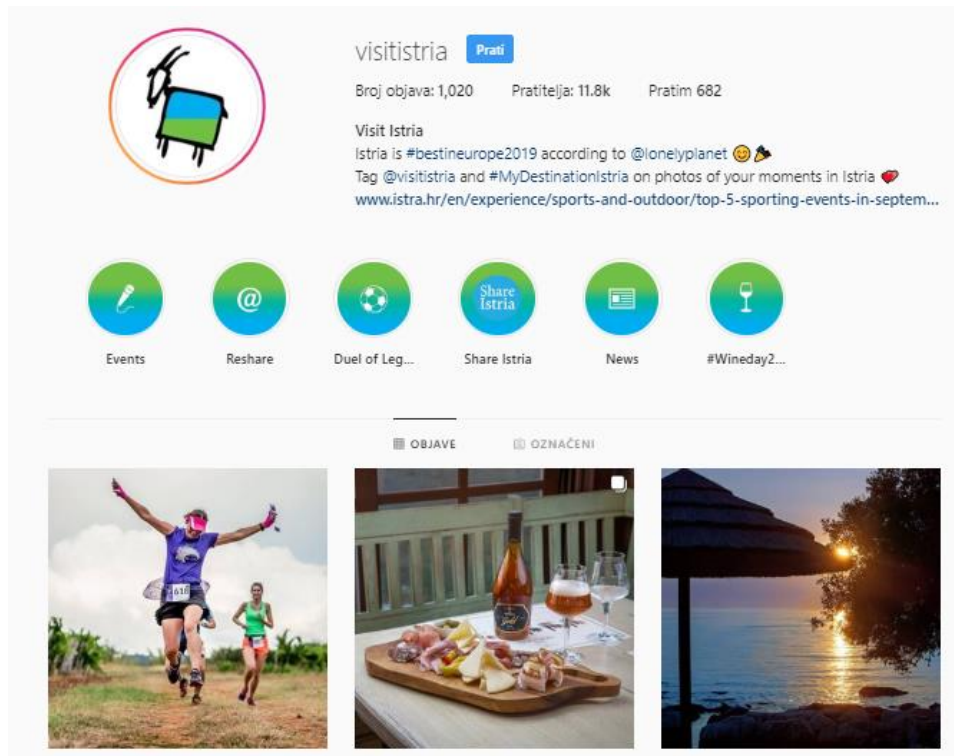 visitistria Prati
Broj objava: 1,020 Pratitelja: 11.8k Pratim 682
Visit Istria
Istria is #bestineurope2019 according to @lonelyplanet
Tag @visitistria and #MyDestinationIstria on photos of your moments in Istria
www.istra.hr/en/experience/sports-and-outdoor/top-5-sporting-events-in-septem...
@
Share
Istria
Events Reshare Duel of Leg... Share Istria News #Wineday2...
OBJAVE OZNAČENI
616